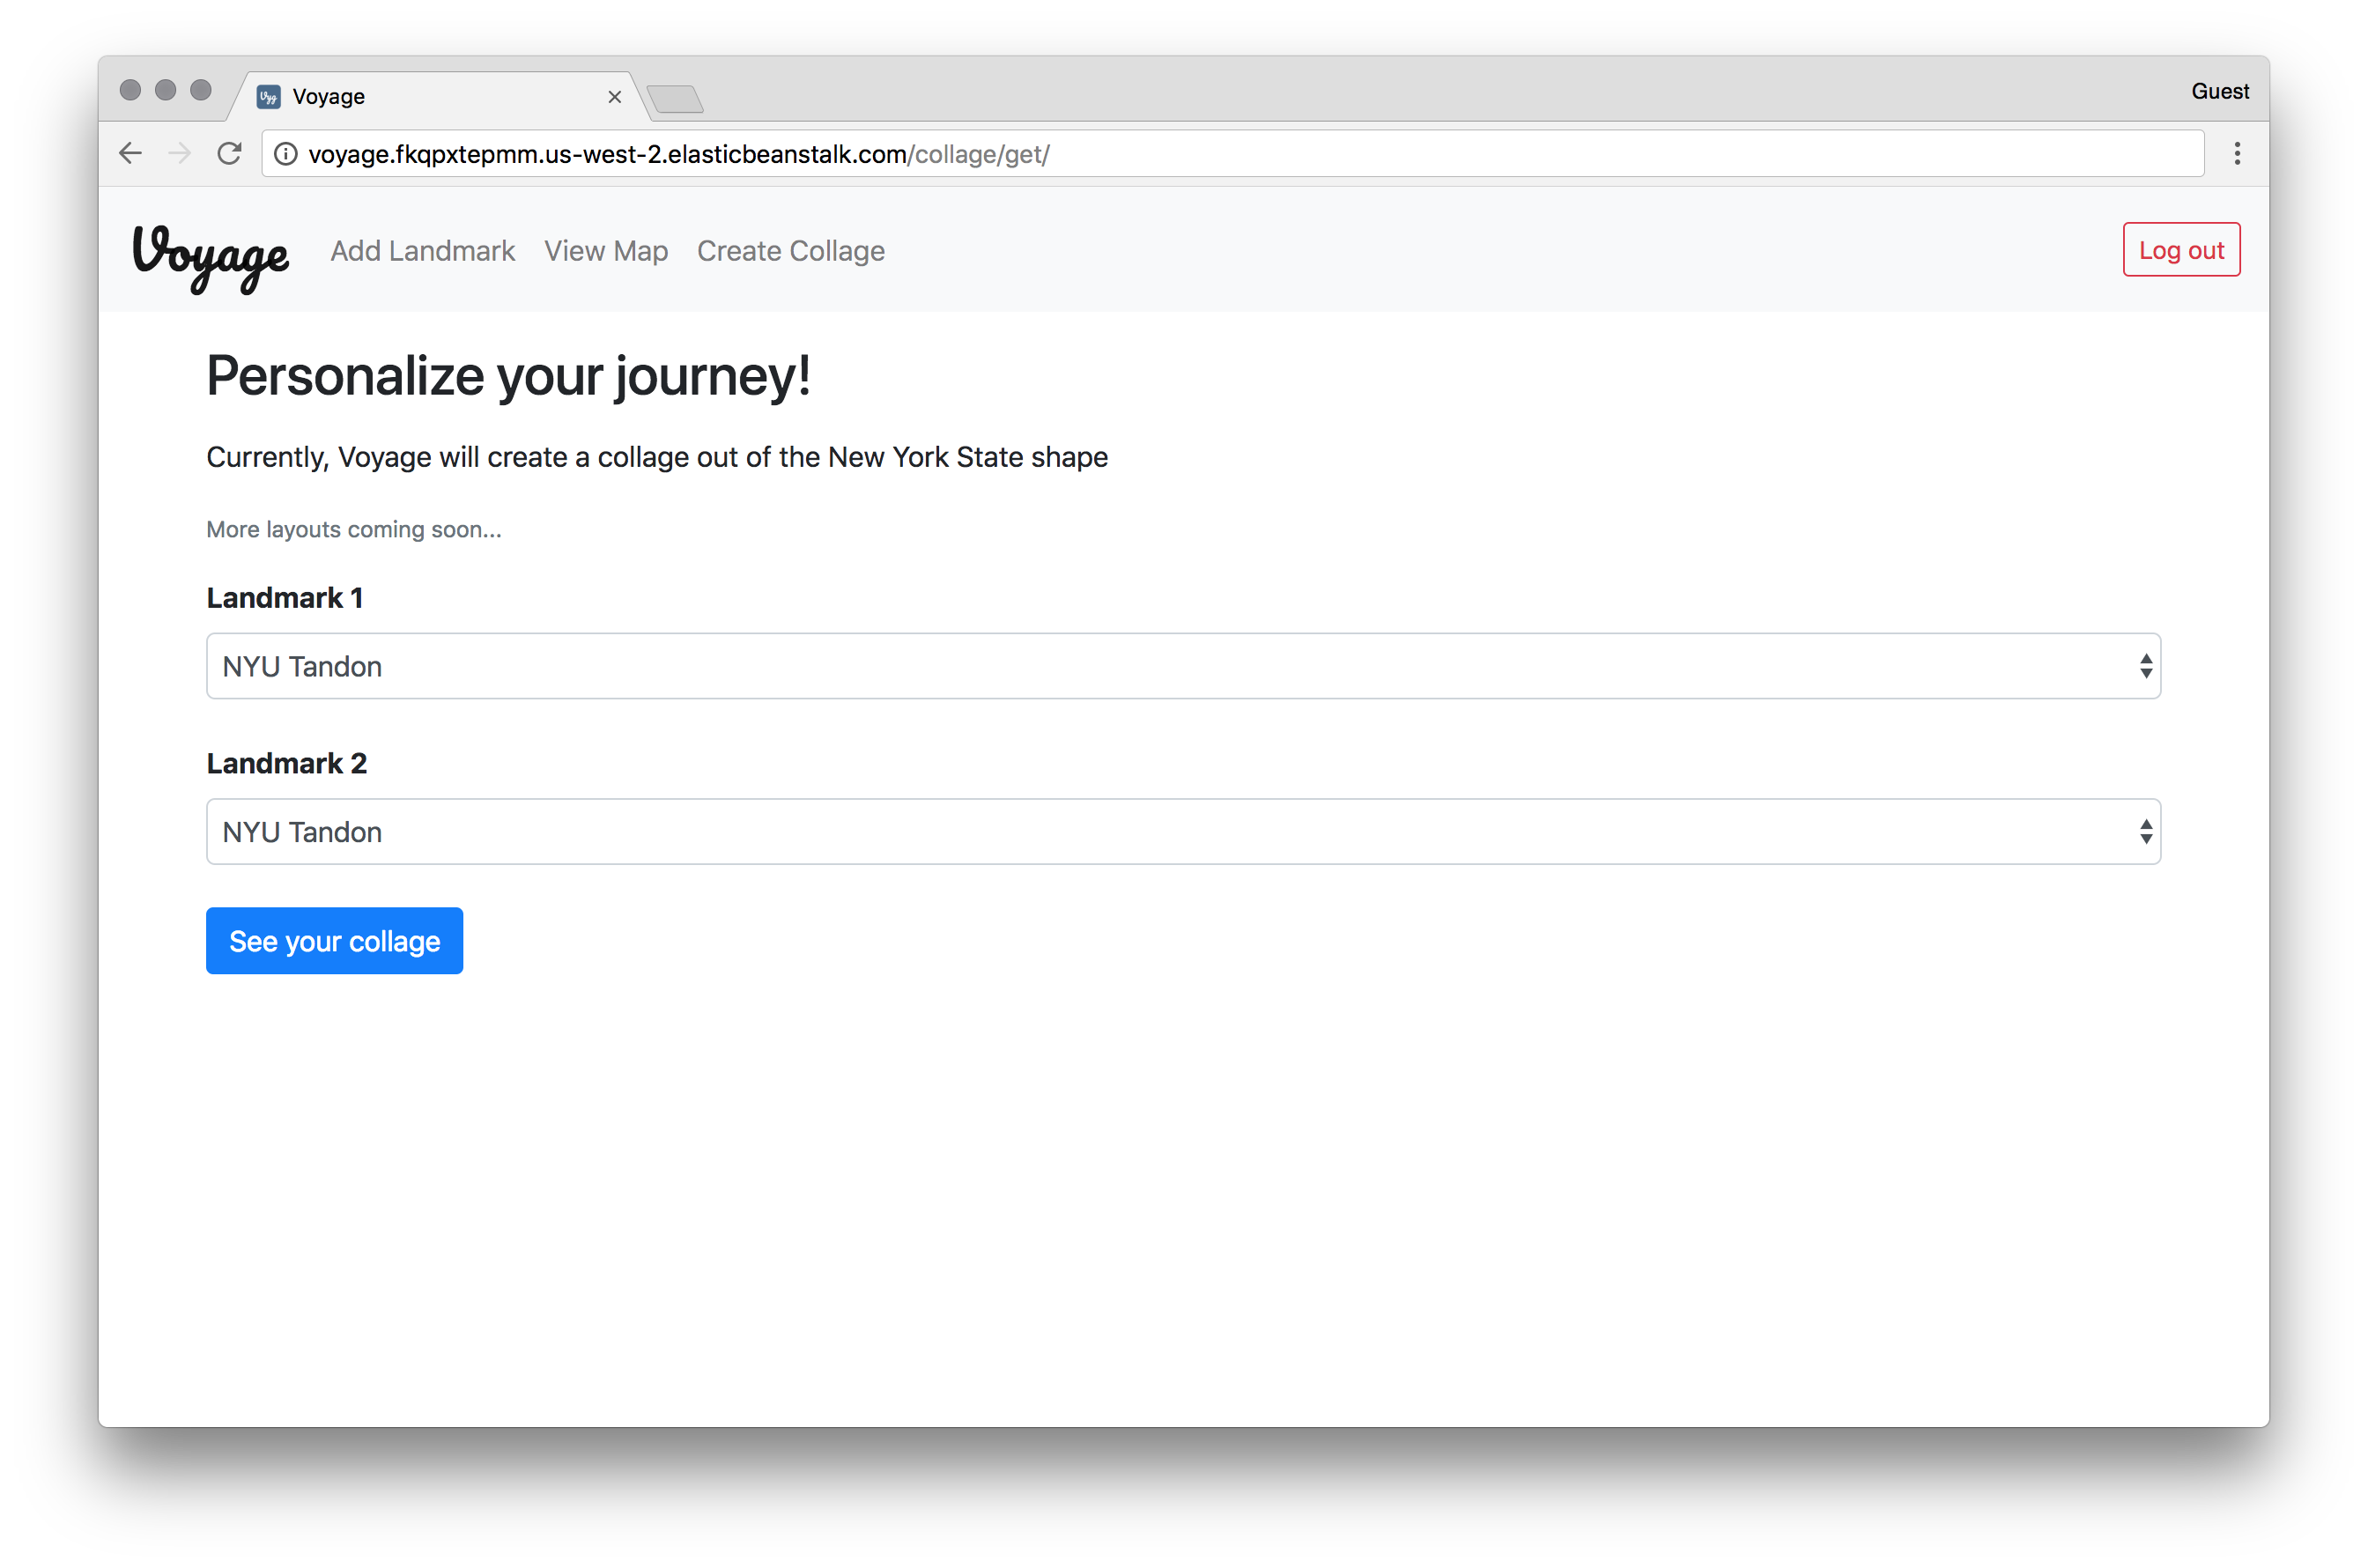 Voyage
Guest
voyage.fkqpxtepmm.us-west-2.elasticbeanstalk.com/collage/get/
Voyage Add Landmark View Map Create Collage Log out
Personalize your journey!
Currently, Voyage will create a collage out of the New York State shape
More layouts coming soon...
Landmark 1
NYU Tandon
Landmark 2
NYU Tandon
See your collage